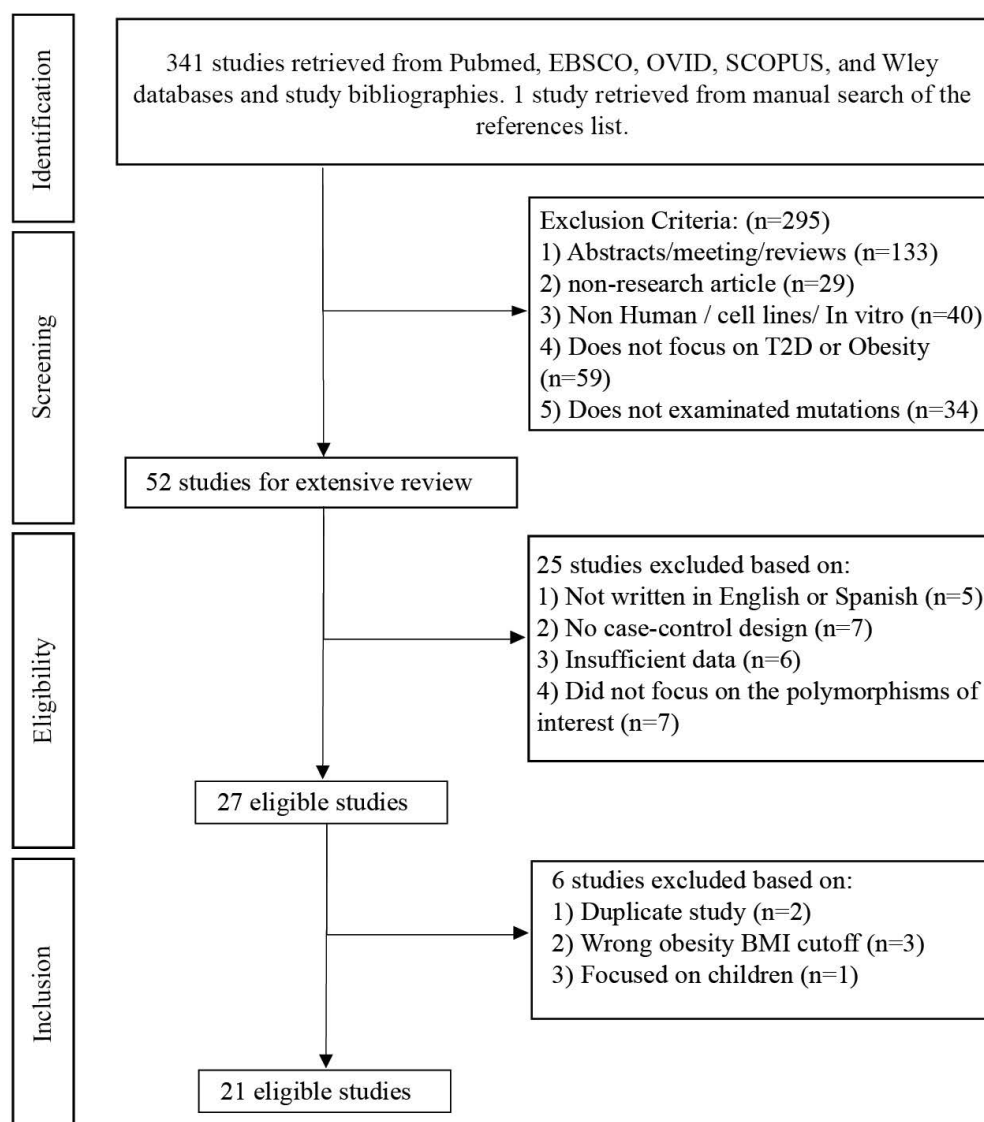 Identification
341 studies retrieved from Pubmed, EBSCO, OVID, SCOPUS, and Wley
databases and study bibliographies. 1 study retrieved from manual search of the
references list.
Screening
Exclusion Criteria: (n=295)
1) Abstracts/meeting/reviews (n=133)
2) non-research article (n=29)
3) Non Human / cell lines/ In vitro (n=40)
4) Does not focus on T2D or Obesity
(n=59)
5) Does not examinated mutations (n=34)
52 studies for extensive review
Eligibility
25 studies excluded based on:
1) Not written in English or Spanish (n=5)
2) No case-control design (n=7)
3) Insufficient data (n=6)
4) Did not focus on the polymorphisms of
interest (n=7)
27 eligible studies
Inclusion
6 studies excluded based on:
1) Duplicate study (n=2)
2) Wrong obesity BMI cutoff (n=3)
3) Focused on children (n=1)
21 eligible studies